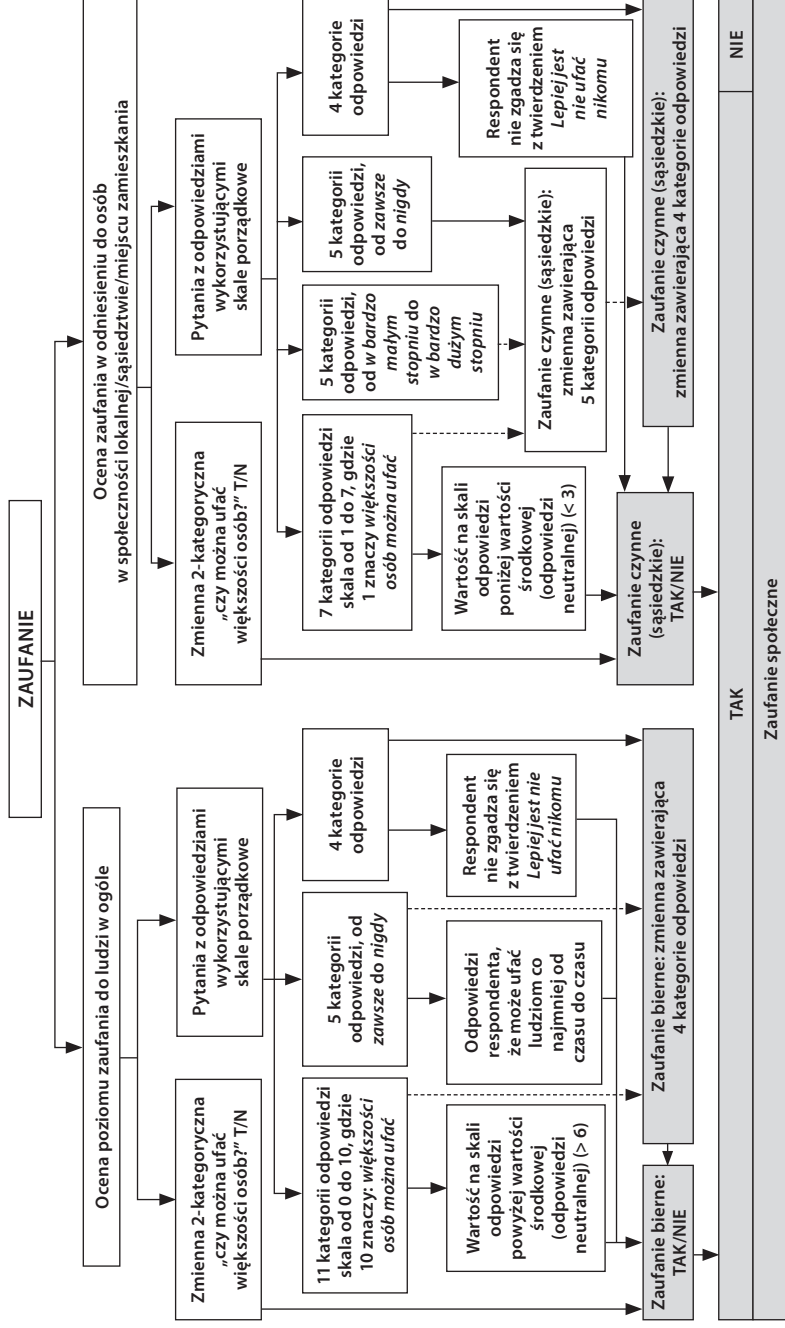 ZAUFANIE
Ocena poziomu zaufania do ludzi w ogóle
Zmienna 2-kategoryczna
„czy można ufać
większości osób?” T/N
Pytania z odpowiedziami
wykorzystującymi
skale porządkowe
11 kategorii odpowiedzi
skala od 0 do 10, gdzie
10 znaczy: większości
osób można ufać
5 kategorii
odpowiedzi, od
zawsze do nigdy
4 kategorie
odpowiedzi
Wartość na skali
odpowiedzi
powyżej wartości
środkowej
(odpowiedzi
neutralnej) (> 6)
Odpowiedzi
respondenta,
że może ufać
ludziom co
najmniej od
czasu do czasu
Respondent
nie zgadza się
z twierdzeniem
Lepiej jest nie
ufać nikomu
Zaufanie bierne:
TAK/NIE
Zaufanie bierne: zmienna zawierająca
4 kategorie odpowiedzi
Ocena zaufania w odniesieniu do osób
w społeczności lokalnej/sąsiedztwie/miejscu zamieszkania
Zmienna 2-kategoryczna
„czy można ufać
większości osób?” T/N
Pytania z odpowiedziami
wykorzystującymi
skale porządkowe
7 kategorii odpowiedzi
skala od 1 do 7, gdzie
1 znaczy większości
osób można ufać
5 kategorii
odpowiedzi,
od w bardzo
małym
stopniu do
w bardzo
dużym
stopniu
5 kategorii
odpowiedzi,
od zawsze
do nigdy
4 kategorie
odpowiedzi
Wartość na skali
odpowiedzi
poniżej wartości
środkowej
(odpowiedzi
neutralnej) (< 3)
Zaufanie czynne (sąsiedzkie):
zmienna zawierająca
5 kategorii odpowiedzi
Respondent
nie zgadza się
z twierdzeniem
Lepiej jest
nie ufać
nikomu
Zaufanie czynne
(sąsiedzkie):
TAK/NIE
Zaufanie czynne (sąsiedzkie):
zmienna zawierająca 4 kategorie odpowiedzi
TAK
NIE
Zaufanie społeczne